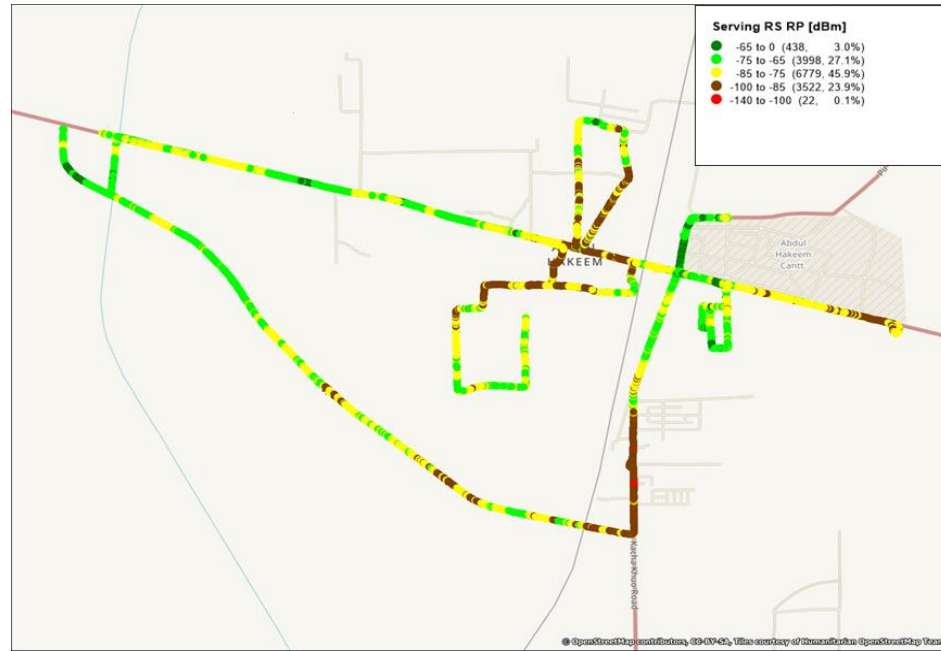 Serving RS RP [dBm]
-65 to 0 (438, 3.0%)
-75 to -65 (3998, 27.1%)
-85 to -75 (6779, 45.9%)
-100 to -85 (3522, 23.9%)
-140 to -100 (22, 0.1%)
Abdul
Hakeem
Cantt.
HAKEEM
Kacha Khuo Road
© OpenStreetMap contributors, CC-BY-SA, Tiles courtesy of Humanitarian OpenStreetMap Team